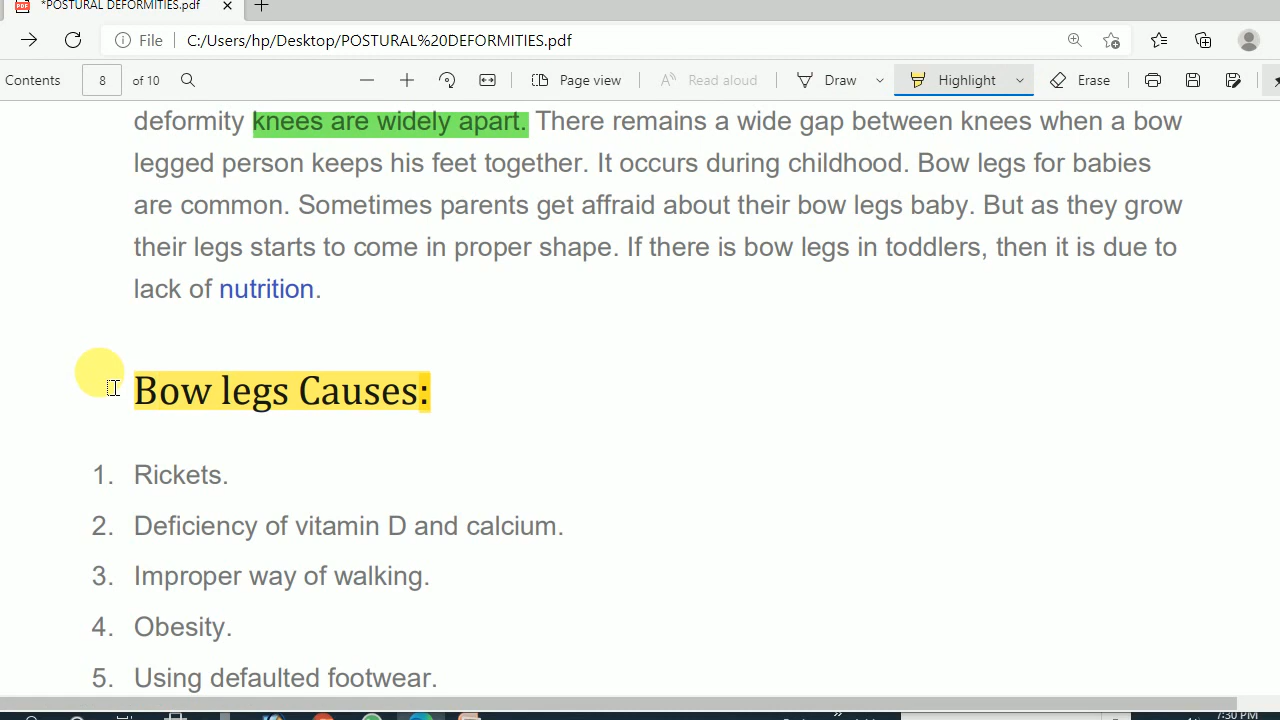 *POSTURAL DEFORMITIES.pdf
File C:/Users/hp/Desktop/POSTURAL%20DEFORMITIES.pdf
Contents 8 of 10 Page view Read aloud Draw Highlight Erase
deformity knees are widely apart. There remains a wide gap between knees when a bow
legged person keeps his feet together. It occurs during childhood. Bow legs for babies
are common. Sometimes parents get affraid about their bow legs baby. But as they grow
their legs starts to come in proper shape. If there is bow legs in toddlers, then it is due to
lack of nutrition.
Bow legs Causes:
1. Rickets.
2. Deficiency of vitamin D and calcium.
3. Improper way of walking.
4. Obesity.
5. Using defaulted footwear.
7:30 PM